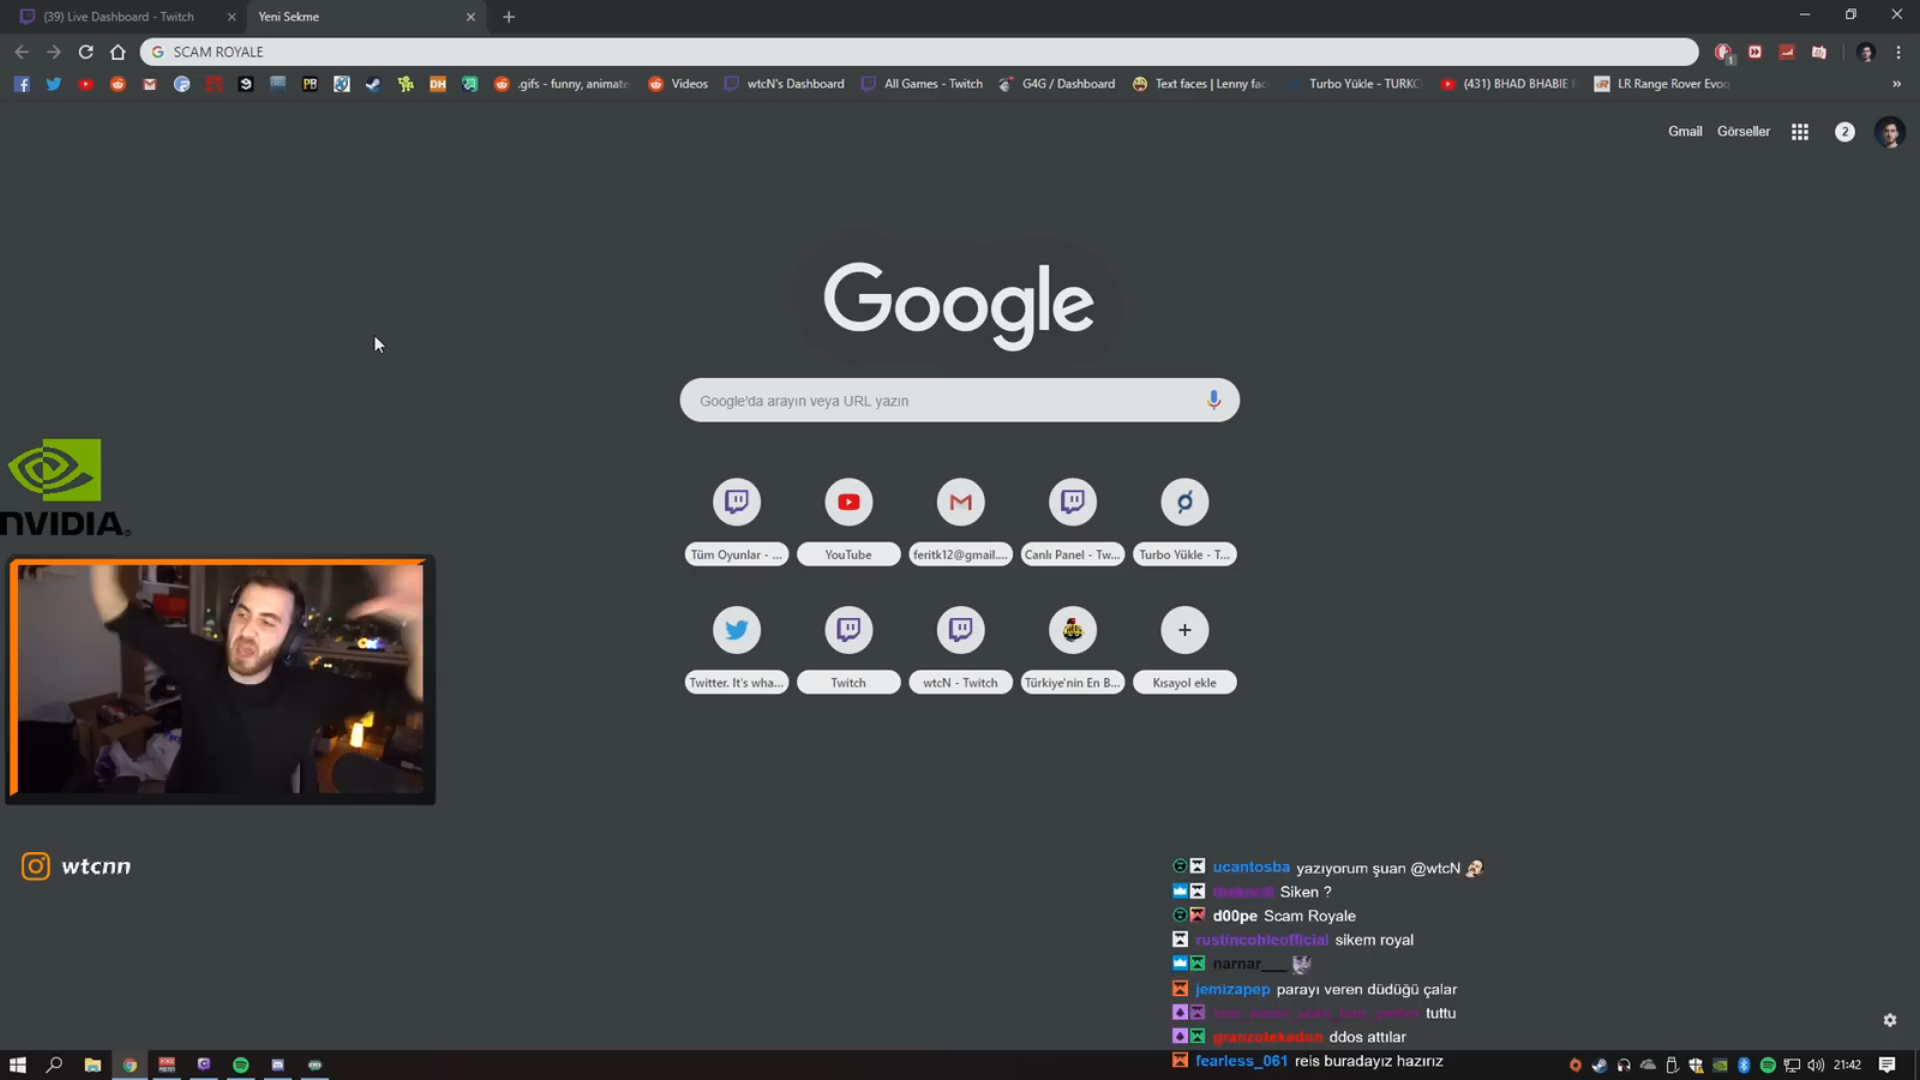 (39) Live Dashboard - Twitch
Yeni Sekme
SCAM ROYALE
.gifs - funny, animate
Videos
wtcN's Dashboard
All Games - Twitch
G4G / Dashboard
Text faces | Lenny fac
Turbo Yükle - TURKC
(431) BHAD BHABIE
LR Range Rover Evoq
PB
DH
Gmail
Görseller
2
Google
Google'da arayın veya URL yazın
Tüm Oyunlar - ...
YouTube
feritk12@gmail....
Canlı Panel - Tw...
Turbo Yükle - T...
Twitter. It's wha...
Twitch
wtcN - Twitch
Türkiye'nin En B...
Kısayol ekle
NVIDIA
wtcnn
ucantosba yazıyorum şuan @wtcN
Siken ?
d00pe Scam Royale
rustincohleofficial sikem royal
narnar___
jemizapep parayı veren düdüğü çalar
tuttu
ddos attılar
fearless_061 reis buradayız hazırız
21:42